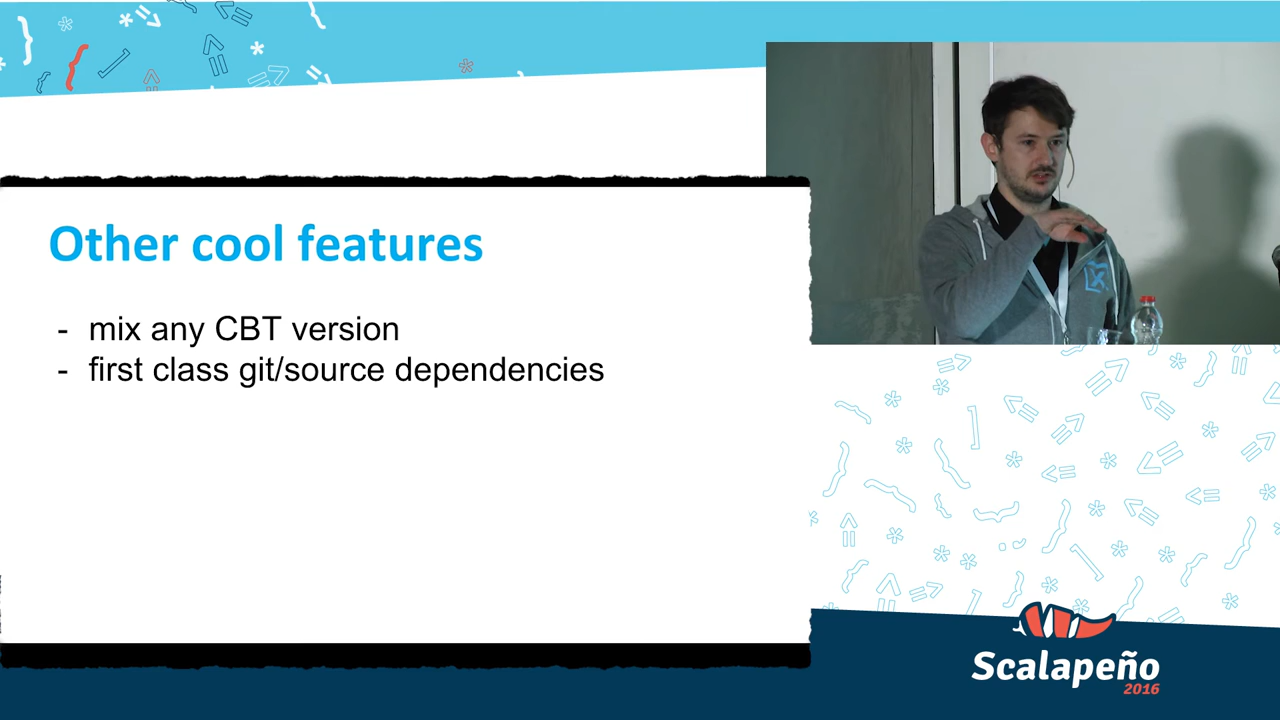 Other cool features
- mix any CBT version
- first class git/source dependencies
Scalapeño
2016